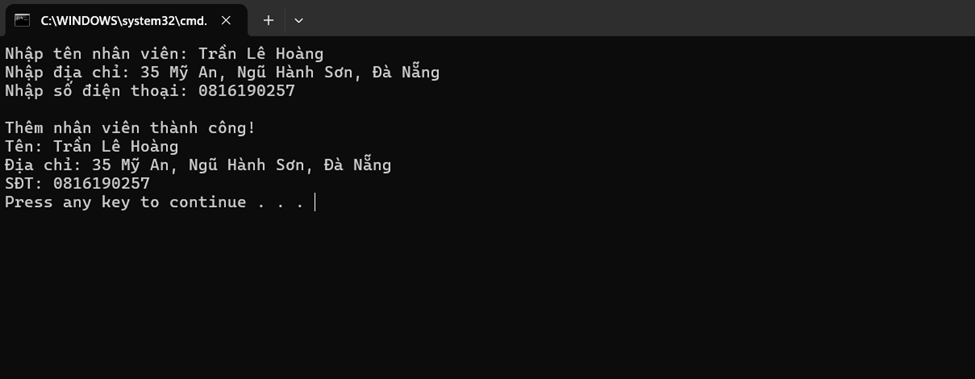 C:\WINDOWS\system32\cmd.
Nhập tên nhân viên: Trần Lê Hoàng
Nhập địa chỉ: 35 Mỹ An, Ngũ Hành Sơn, Đà Nẵng
Nhập số điện thoại: 0816190257
Thêm nhân viên thành công!
Tên: Trần Lê Hoàng
Địa chỉ: 35 Mỹ An, Ngũ Hành Sơn, Đà Nẵng
SĐT: 0816190257
Press any key to continue . . .